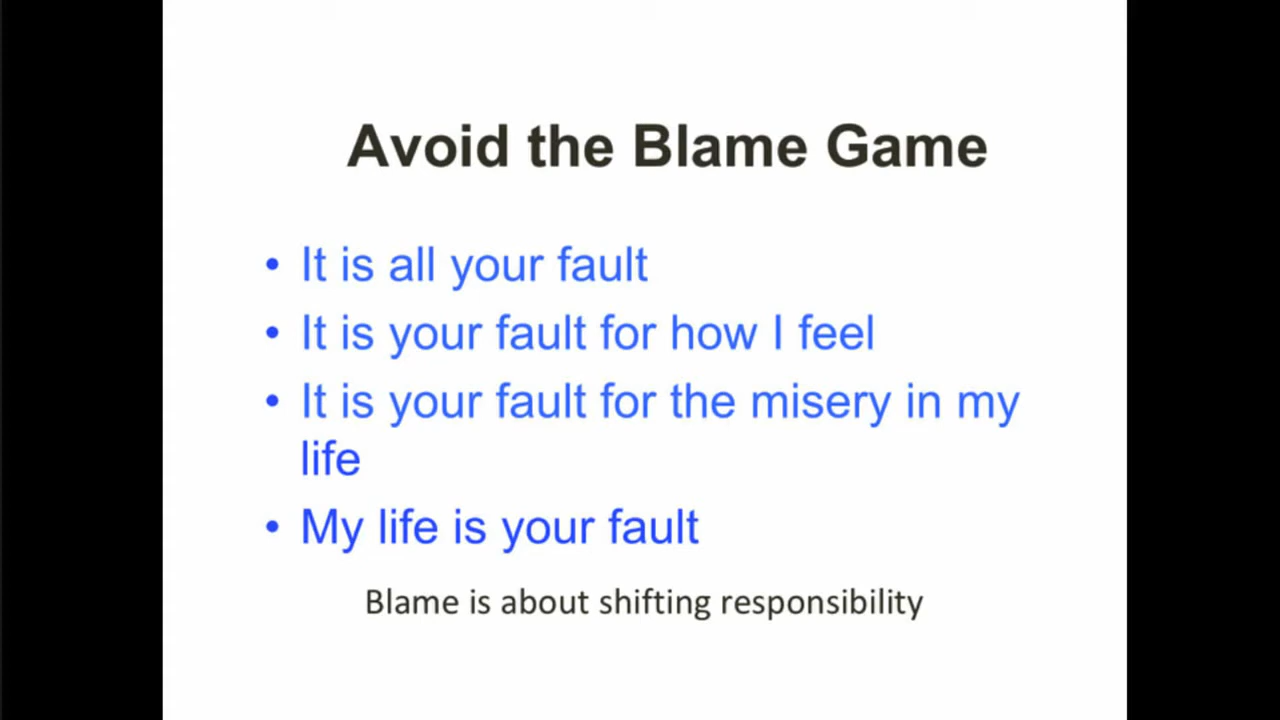 Avoid the Blame Game
• It is all your fault
• It is your fault for how I feel
• It is your fault for the misery in my
life
• My life is your fault
Blame is about shifting responsibility